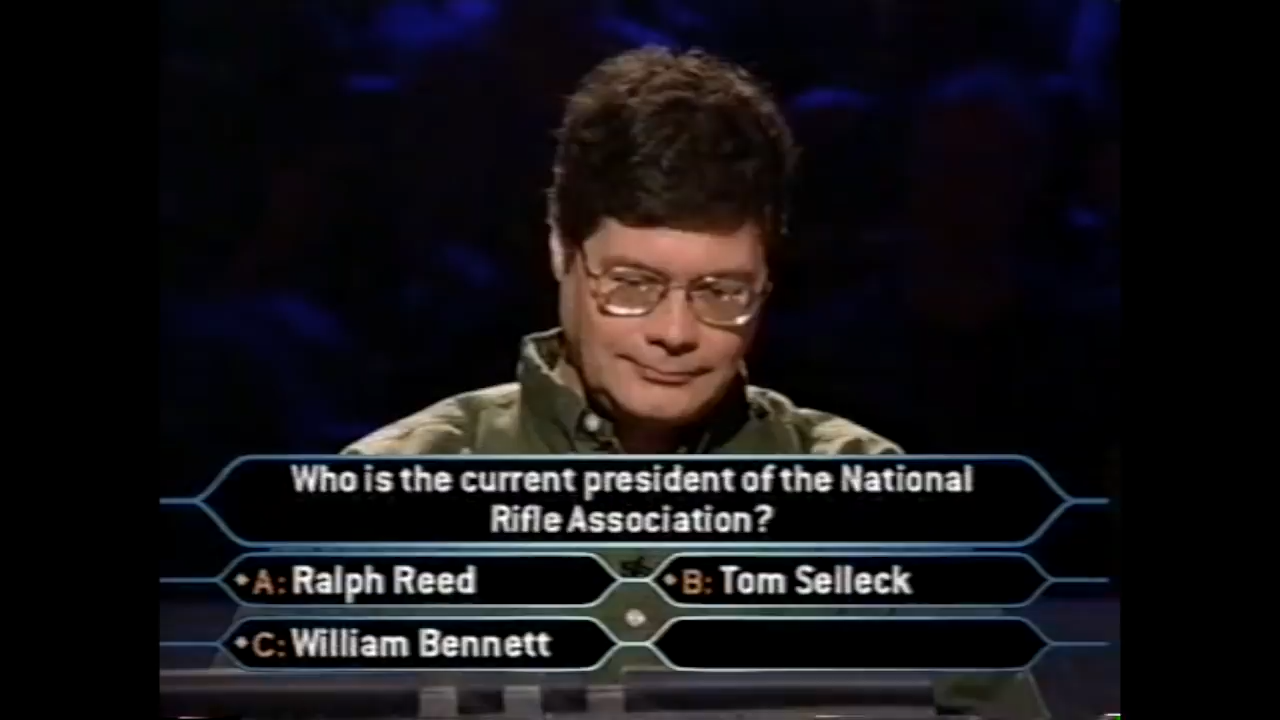 Who is the current president of the National
Rifle Association?
A: Ralph Reed
B: Tom Selleck
C: William Bennett